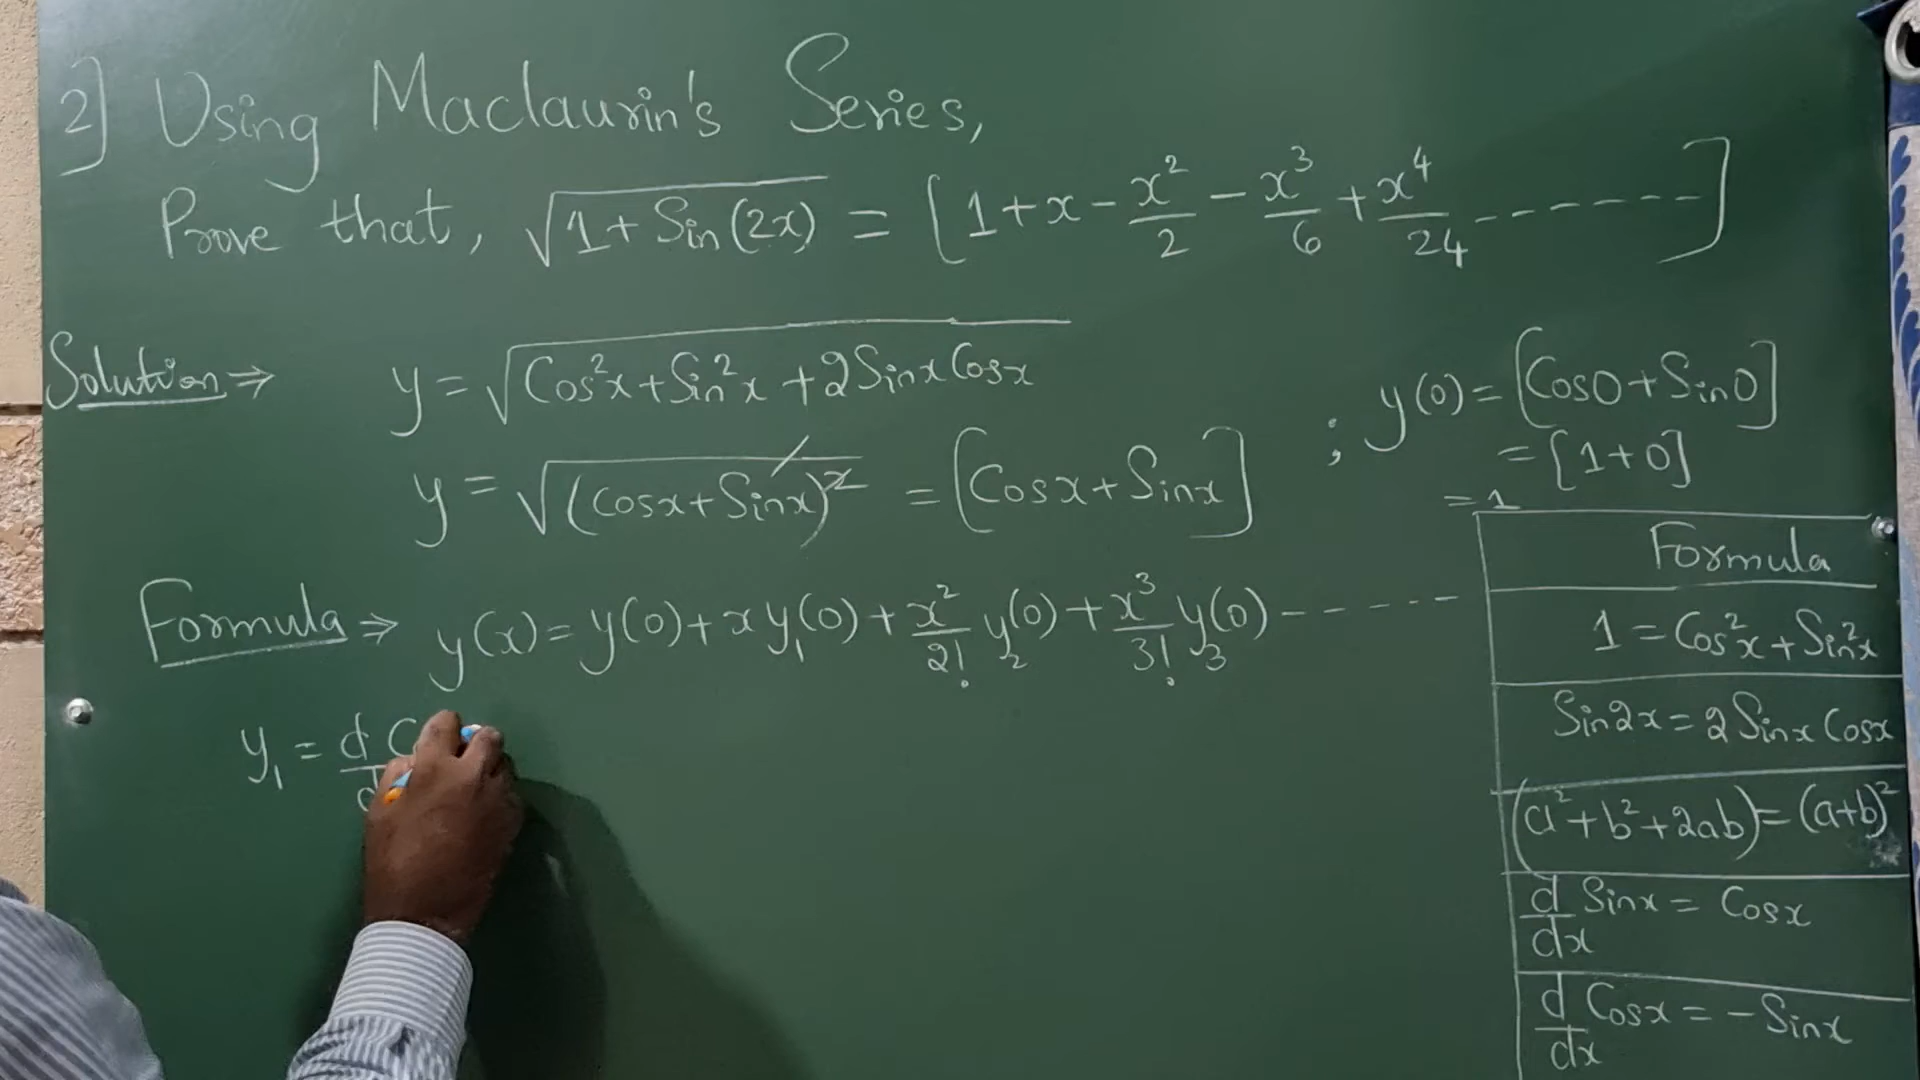 2] Using Maclaurin's Series,
Prove that, √(1+Sin(2x)) = [1+x-x²/2-x³/6+x⁴/24-------]
Solution ⇒ y=√(Cos²x+Sin²x+2Sinx Cosx)
; y(0)=[Cos0+Sin0]
=[1+0]
=1
y=√((Cosx+Sinx)²) =[Cosx+Sinx]
Formula ⇒ y(x)=y(0)+xy₁(0)+x²/2! y₂(0)+x³/3! y₃(0)------
y₁=d C
Formula
1=Cos²x+Sin²x
Sin2x=2Sinx Cosx
(a²+b²+2ab)=(a+b)²
d/dx Sinx= Cosx
d/dx Cosx=-Sinx